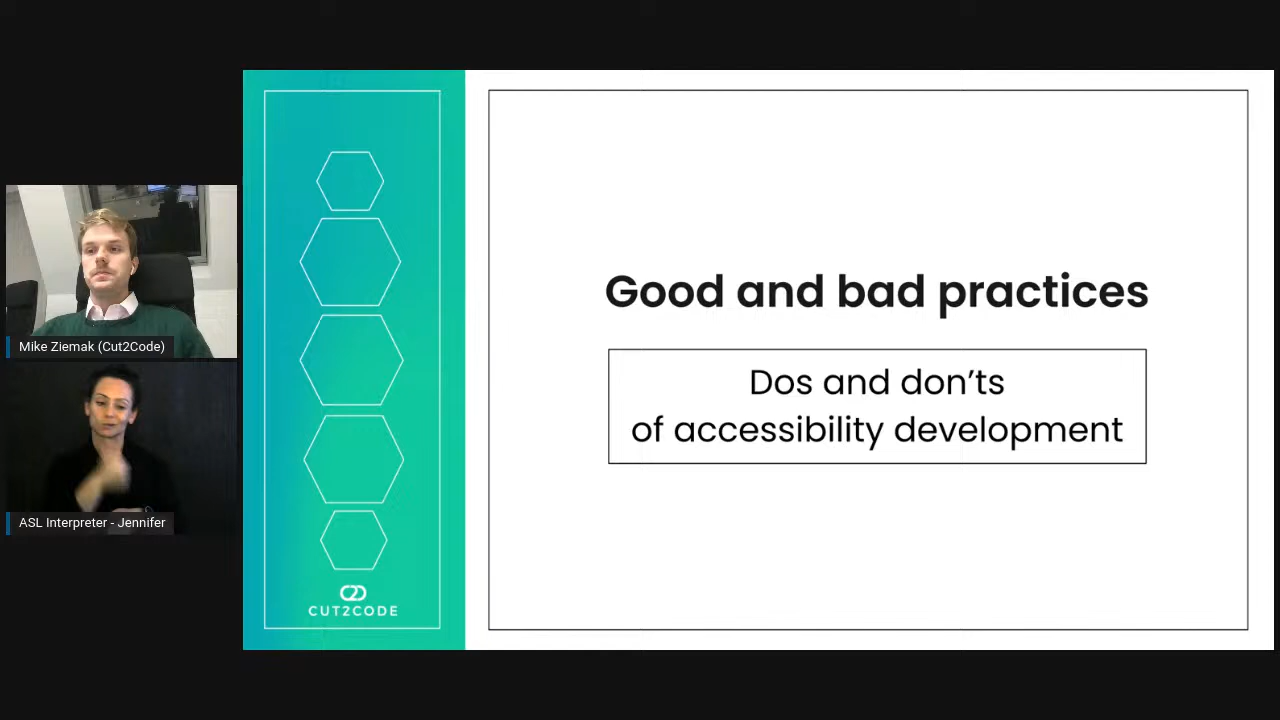 Mike Ziemak (Cut2Code)
ASL Interpreter - Jennifer
CUT2CODE
Good and bad practices
Dos and don’ts
of accessibility development